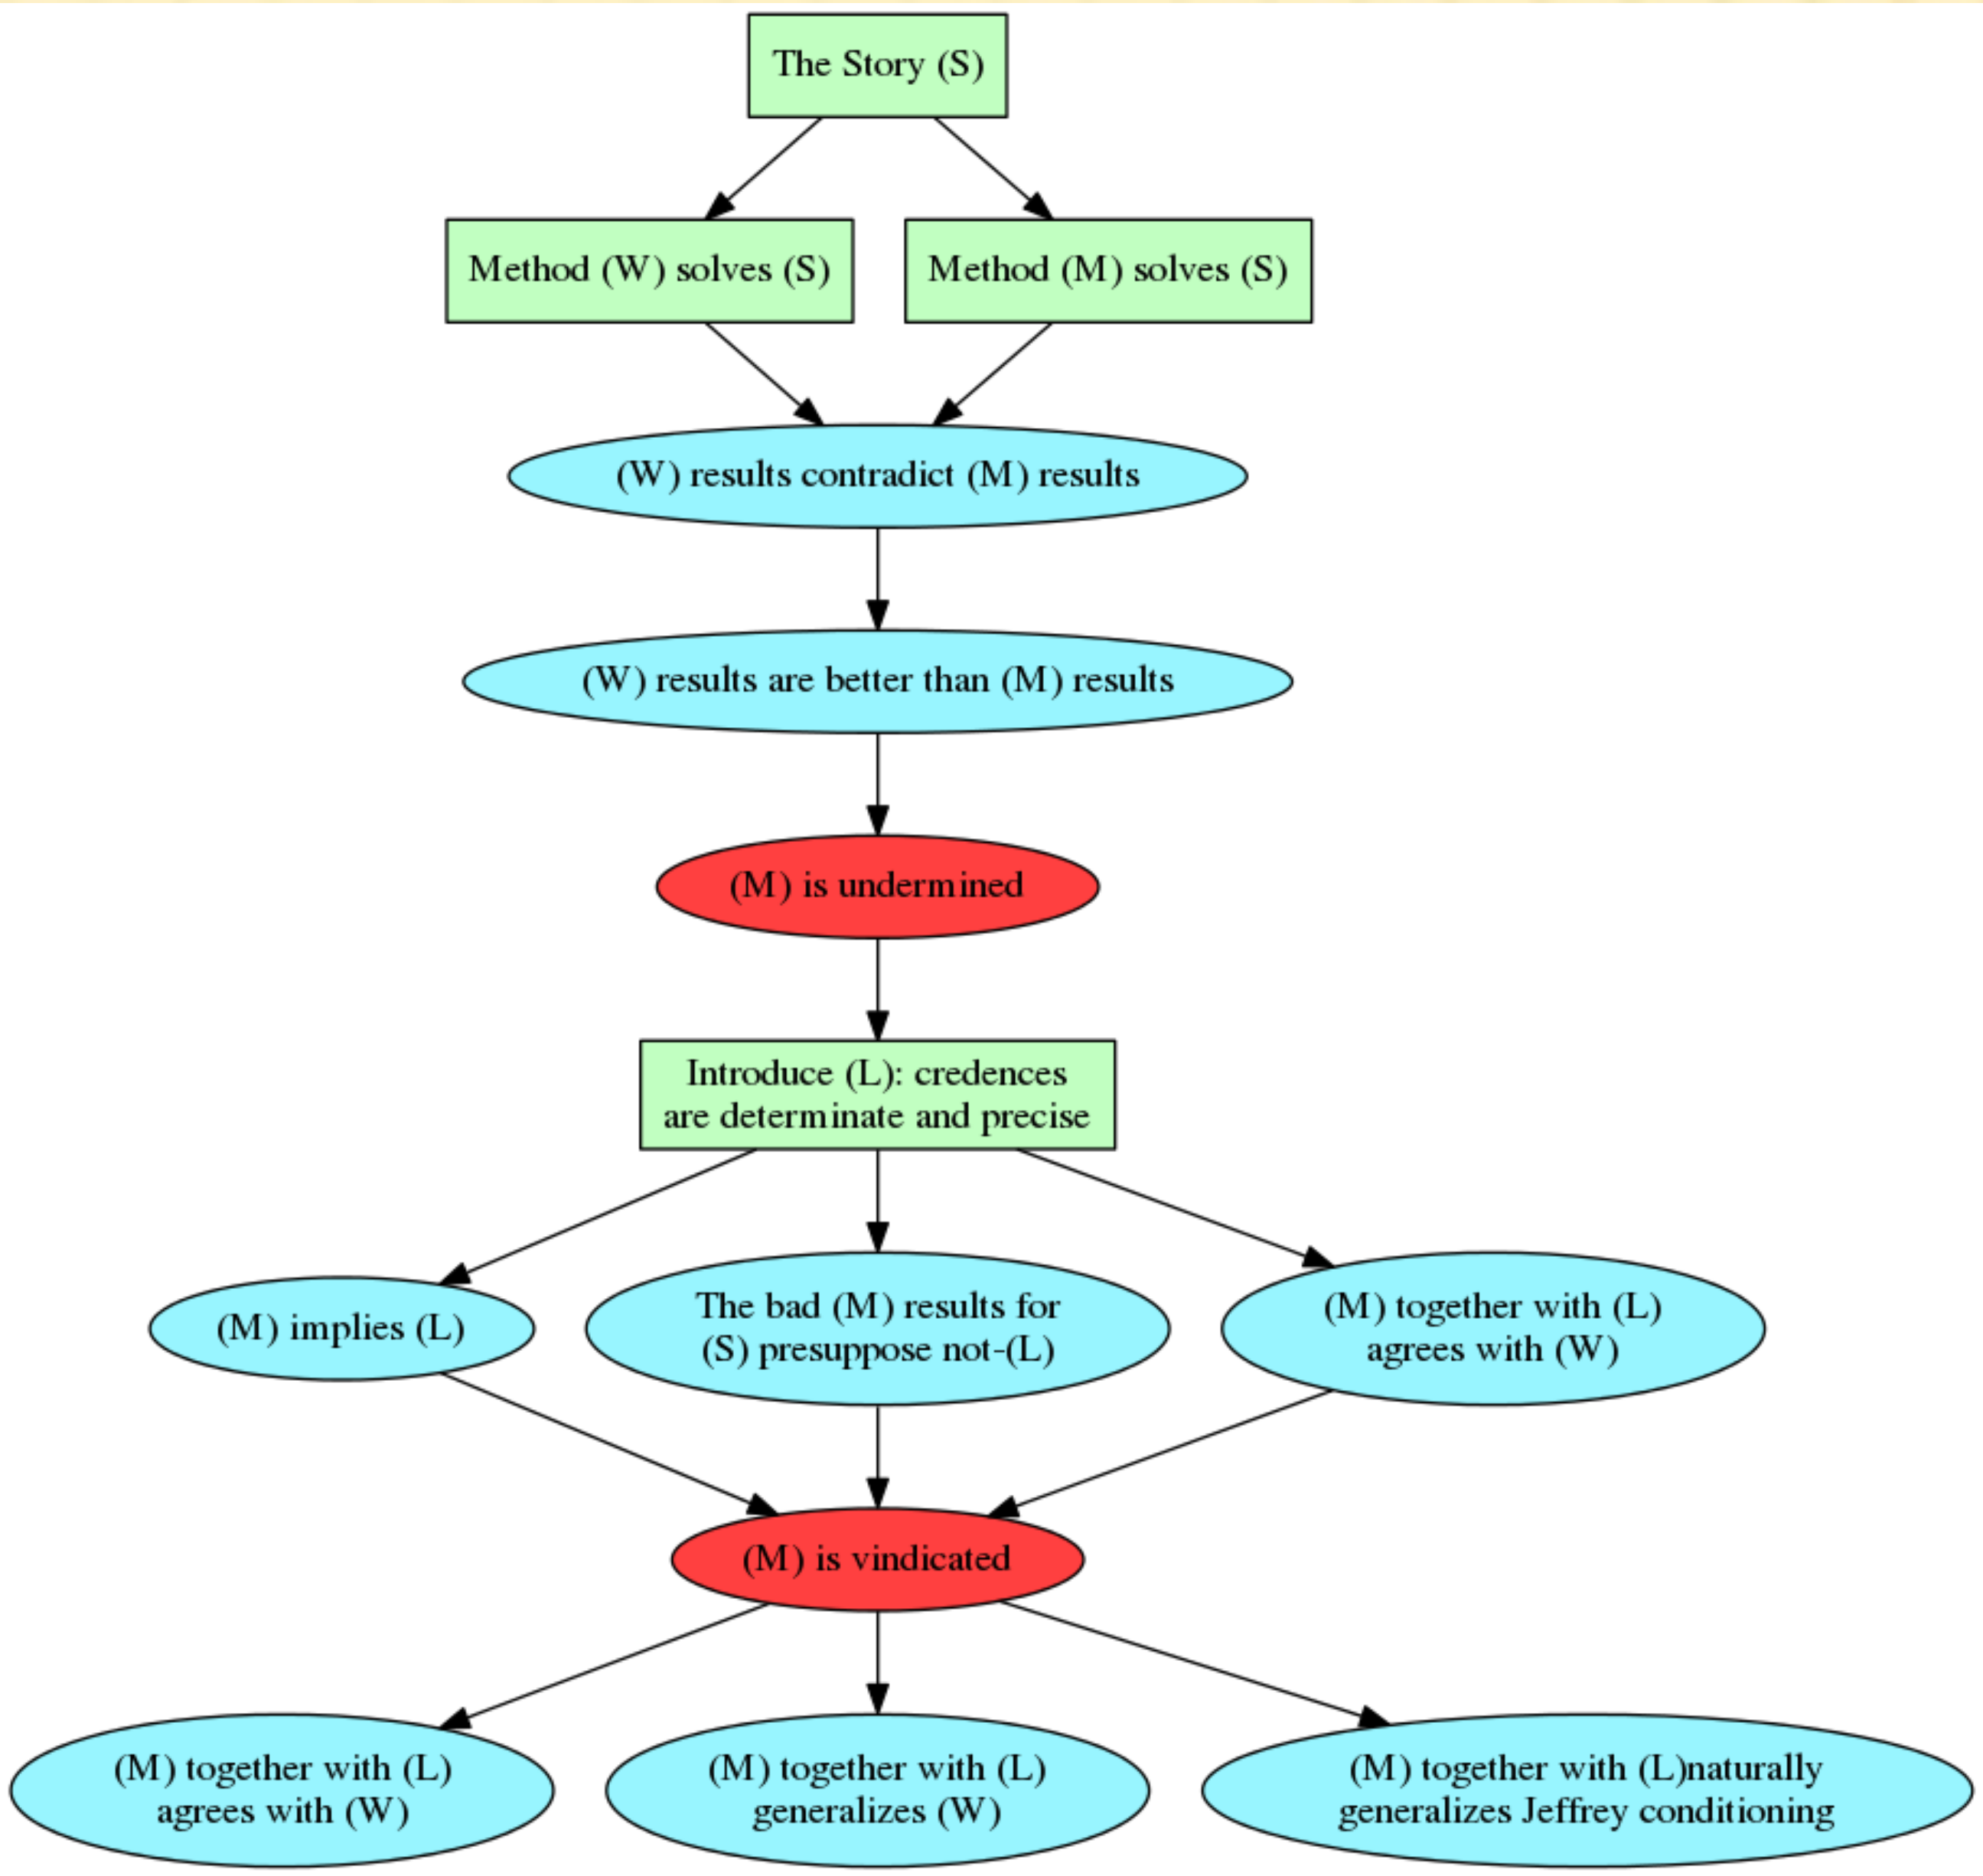 The Story (S)
Method (W) solves (S)
Method (M) solves (S)
(W) results contradict (M) results
(W) results are better than (M) results
(M) is undermined
Introduce (L): credences
are determinate and precise
(M) implies (L)
The bad (M) results for
(S) presuppose not-(L)
(M) together with (L)
agrees with (W)
(M) is vindicated
(M) together with (L)
agrees with (W)
(M) together with (L)
generalizes (W)
(M) together with (L)naturally
generalizes Jeffrey conditioning